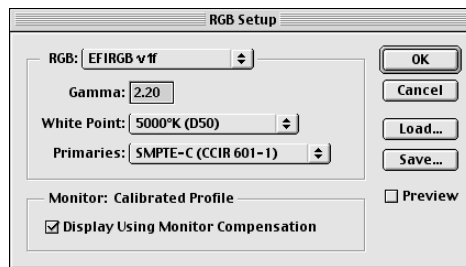 RGB Setup
RGB: EFIRGB v1f
Gamma: 2.20
White Point: 5000°K (D50)
Primaries: SMPTE-C (CCIR 601-1)
Monitor: Calibrated Profile
Display Using Monitor Compensation
OK
Cancel
Load...
Save...
Preview